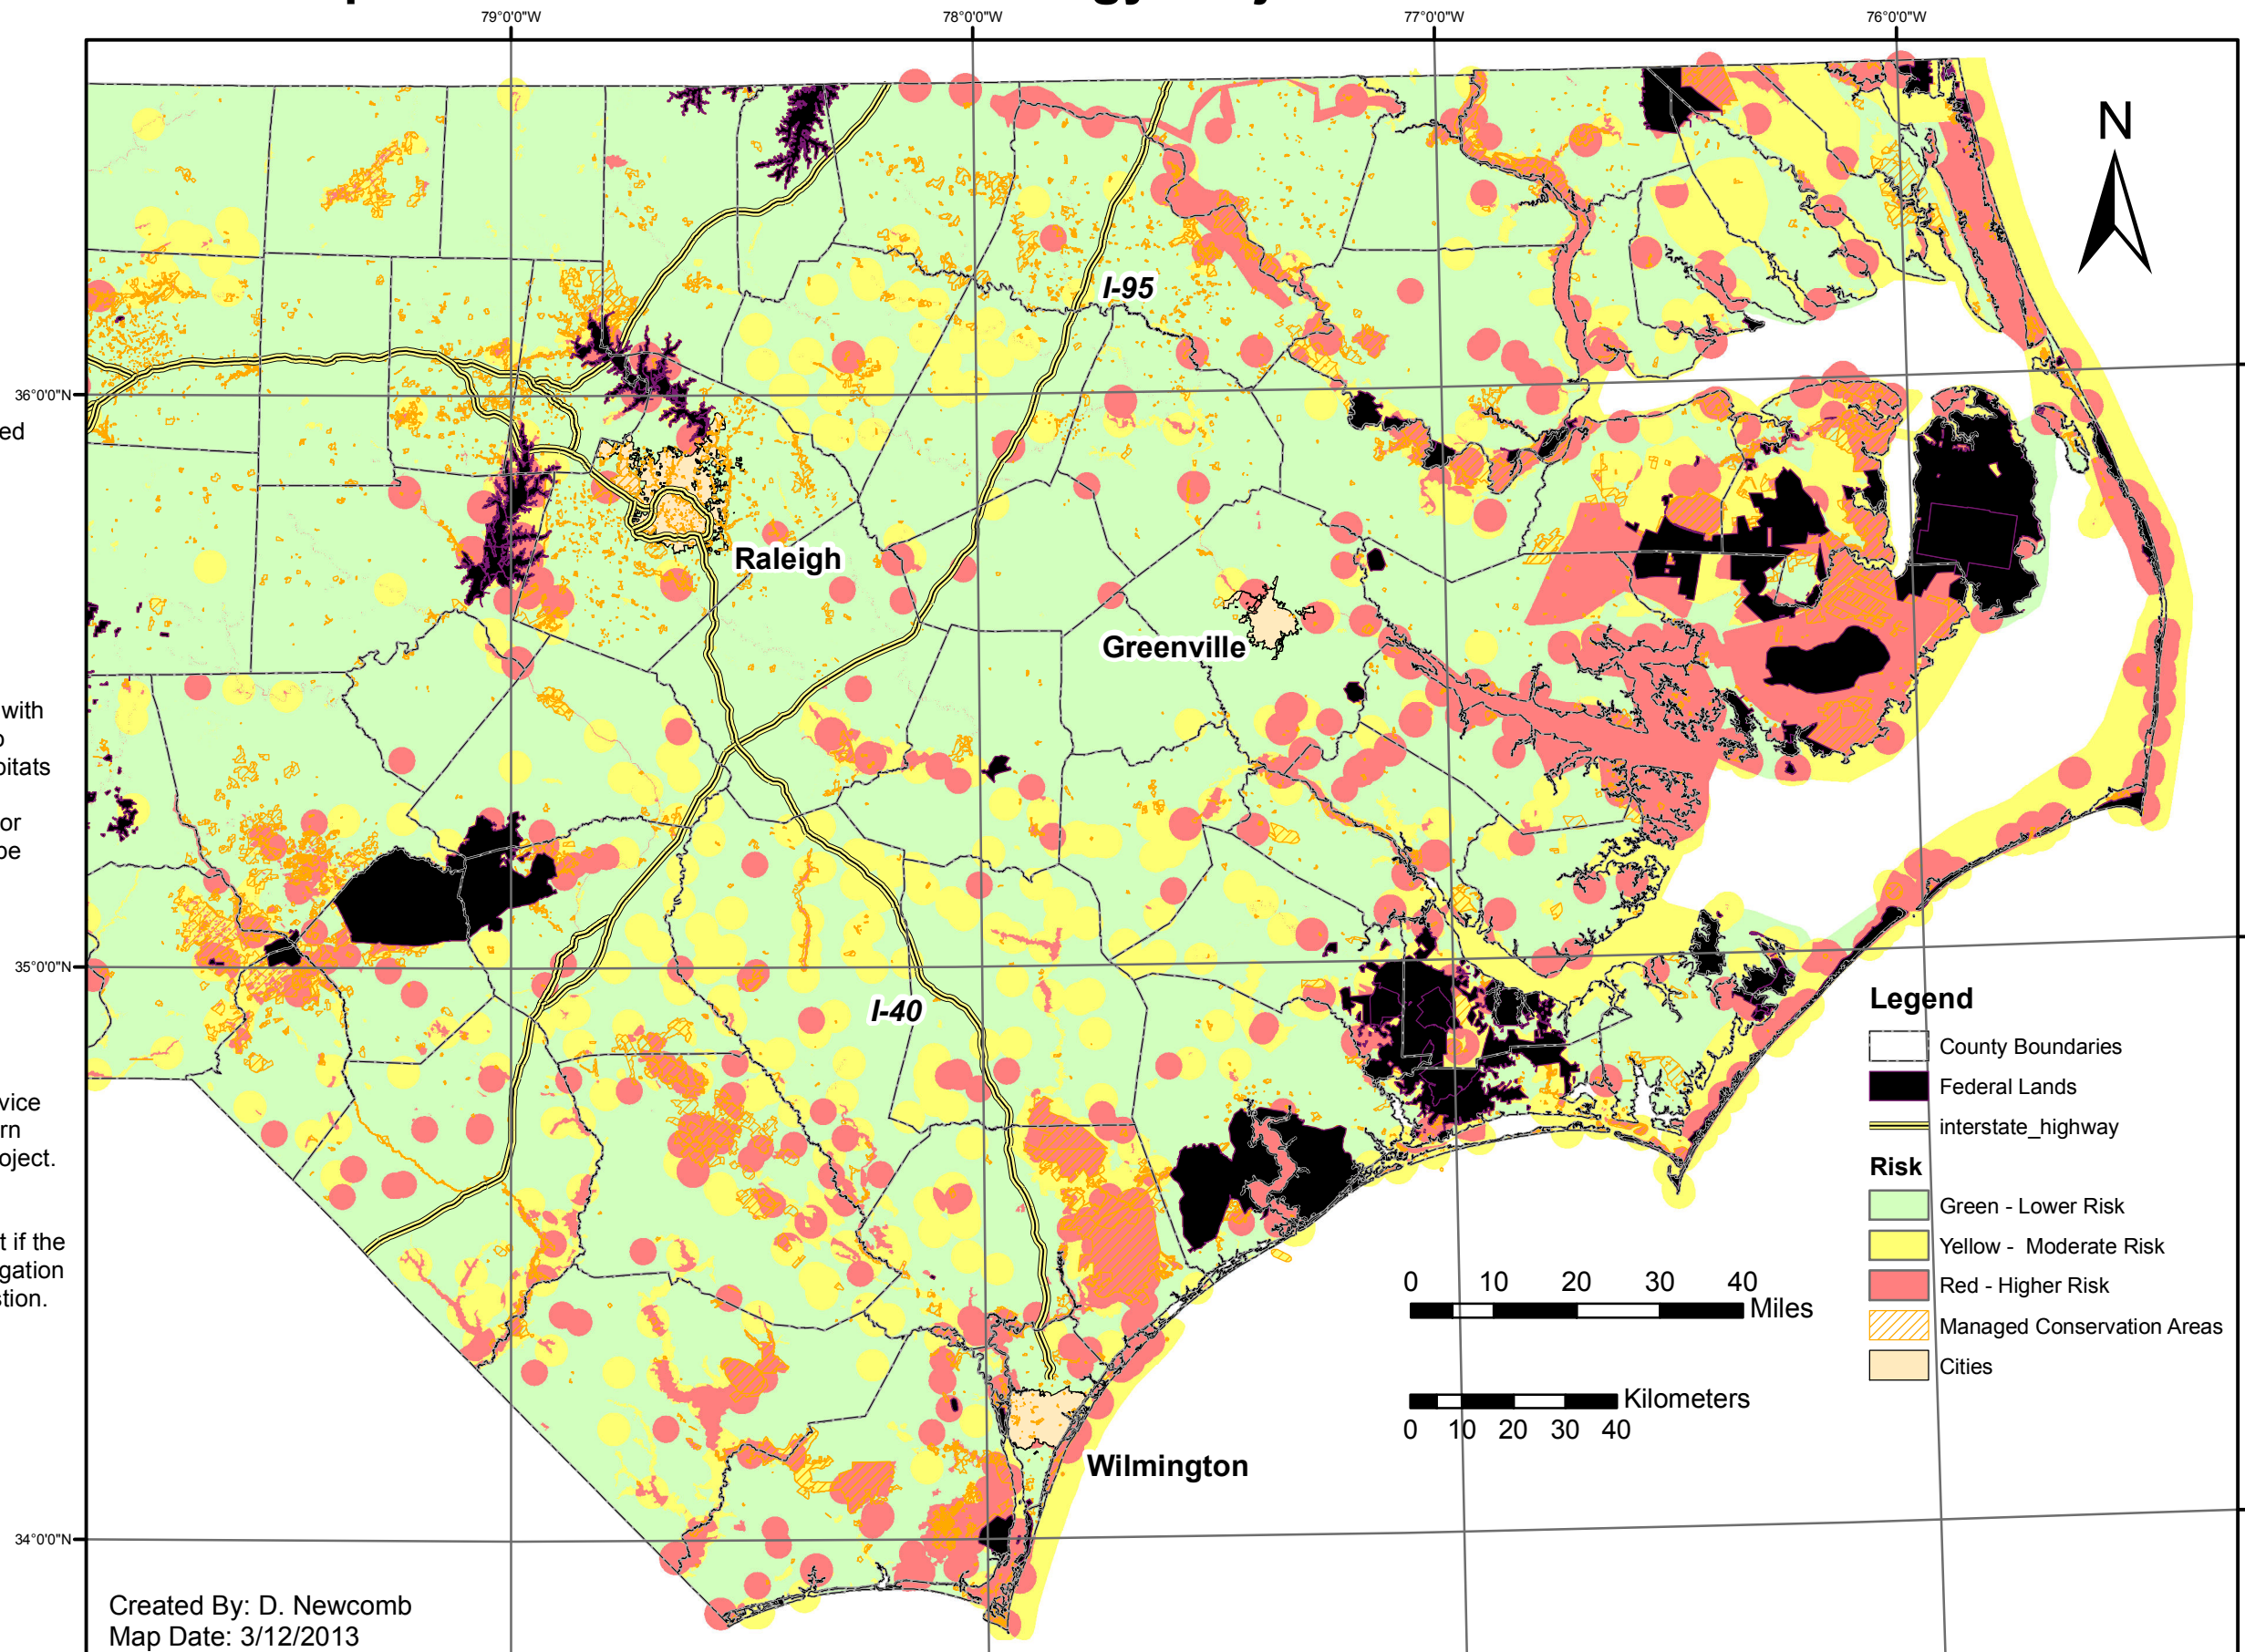 79°0'0"W
78°0'0"W
77°0'0"W
76°0'0"W
N
I-95
36°0'0"N
ed
Raleigh
Greenville
with
o
bitats
or
be
35°0'0"N
I-40
vice
rn
oject.
t if the
gation
stion.
Legend
County Boundaries
Federal Lands
interstate_highway
Risk
Green - Lower Risk
Yellow - Moderate Risk
Red - Higher Risk
Managed Conservation Areas
Cities
0 10 20 30 40
Miles
Kilometers
0 10 20 30 40
Wilmington
34°0'0"N
Created By: D. Newcomb
Map Date: 3/12/2013